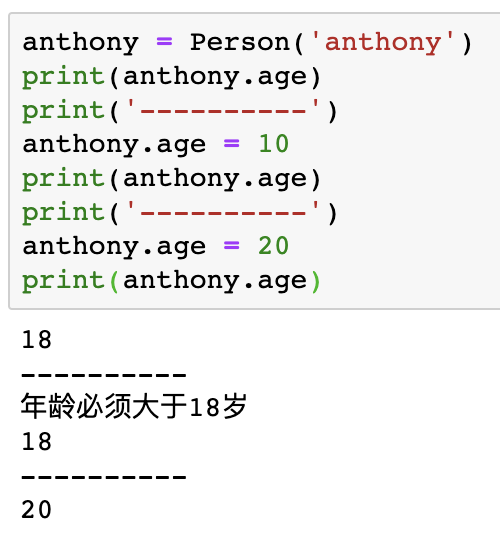 anthony = Person('anthony')
print(anthony.age)
print('----------')
anthony.age = 10
print(anthony.age)
print('----------')
anthony.age = 20
print(anthony.age)
18
----------
年龄必须大于18岁
18
----------
20